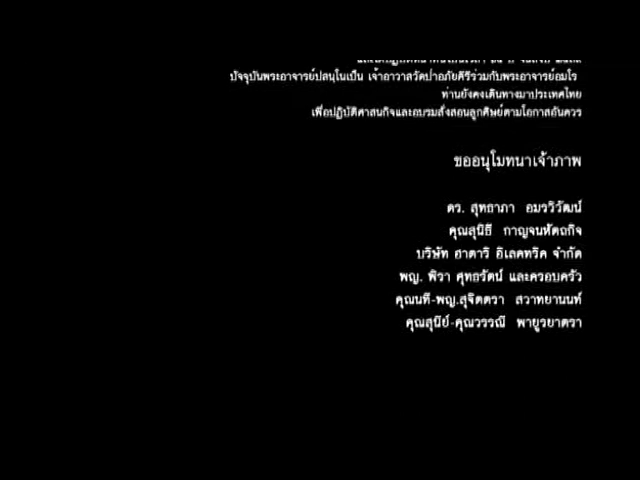 ปัจจุบันพระอาจารย์ปสนฺโนเป็น เจ้าอาวาสวัดป่าอภัยคีรีร่วมกับพระอาจารย์อมโร
ท่านยังคงเดินทางมาประเทศไทย
เพื่อปฏิบัติศาสนกิจและอบรมสั่งสอนลูกศิษย์ตามโอกาสอันควร
ขออนุโมทนาเจ้าภาพ
ดร. สุทธาภา อมรวิวัฒน์
คุณสุนิธี กาญจนหัตถกิจ
บริษัท ฮาตาริ อิเลคทริค จำกัด
พญ. พิรา ศุทธรัตน์ และครอบครัว
คุณนที-พญ.สุจิตตรา สวาทยานนท์
คุณสุนีย์-คุณวรรณี พายูรยาตรา